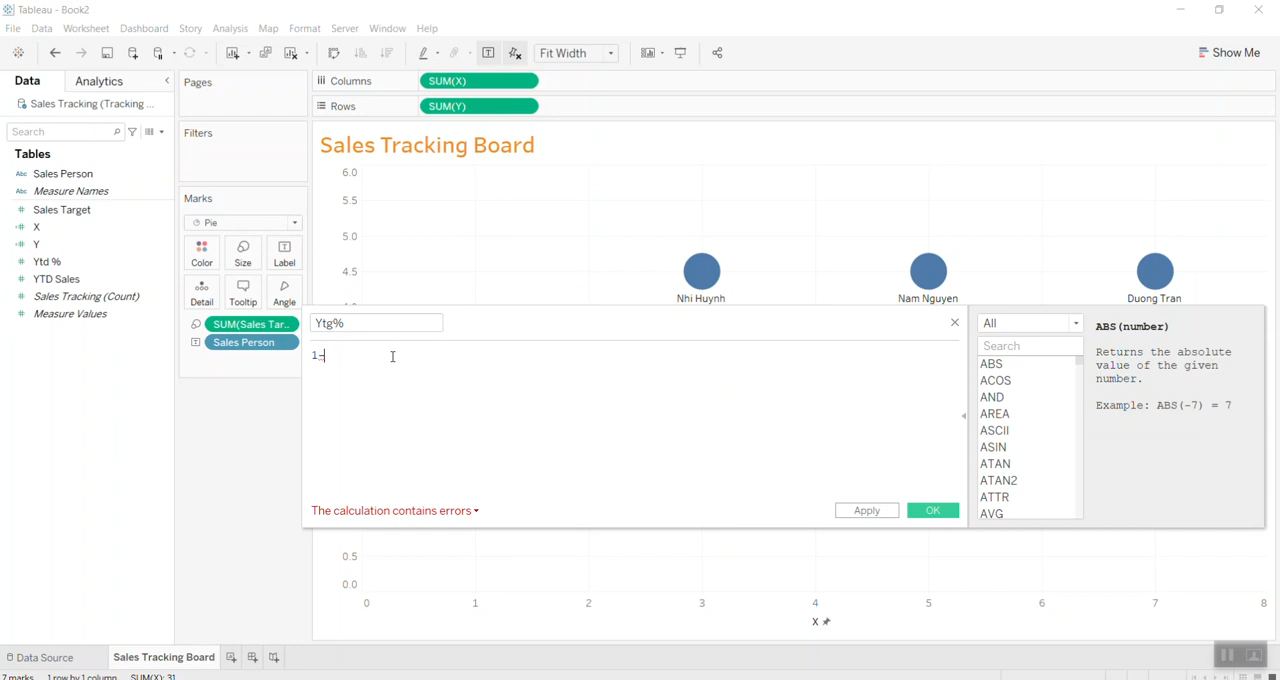 Tableau - Book2
File Data Worksheet Dashboard Story Analysis Map Format Server Window Help
Fit Width
Show Me
Data Analytics
Sales Tracking (Tracking ...
Search
Tables
Abc Sales Person
Abc Measure Names
# Sales Target
# X
# Y
# Ytd %
# YTD Sales
# Sales Tracking (Count)
# Measure Values
Pages
Filters
Marks
Pie
Color Size Label
Detail Tooltip Angle
SUM(Sales Tar..
Sales Person
Columns SUM(X)
Rows SUM(Y)
Sales Tracking Board
6.0
5.5
5.0
4.5
Nhi Huynh Nam Nguyen Duong Tran
Ytg%
1-
The calculation contains errors
Apply OK
All
Search
ABS
ACOS
AND
AREA
ASCII
ASIN
ATAN
ATAN2
ATTR
AVG
ABS(number)
Returns the absolute
value of the given
number.
Example: ABS(-7) = 7
0.5
0.0
0 1 2 3 4 5 6 7 8
X
Data Source Sales Tracking Board
7 marks 1 row by 1 column SUM(X): 31